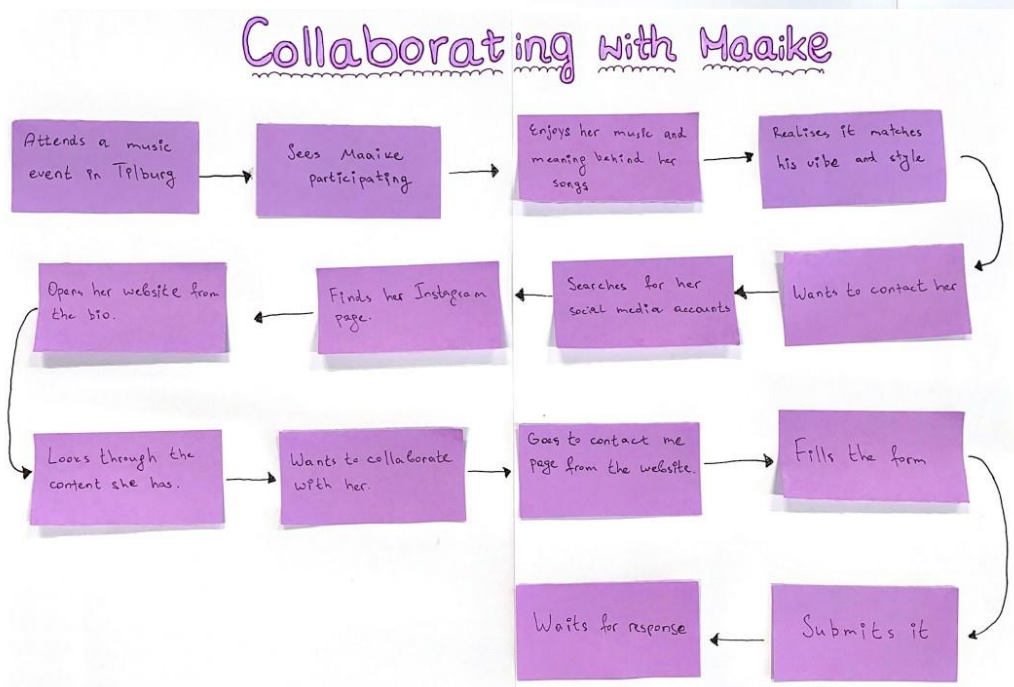 Collaborating with Maaike
Attends a music
event in Tilburg
Sees Maaike
participating
Enjoys her music and
meaning behind her
songs
Realises it matches
his vibe and style
Wants to contact her
Searches for her
social media accounts
Finds her Instagram
page.
Opens her website from
the bio.
Looks through the
content she has.
Wants to collaborate
with her.
Goes to contact me
page from the website.
Fills the form
Submits it
Waits for response